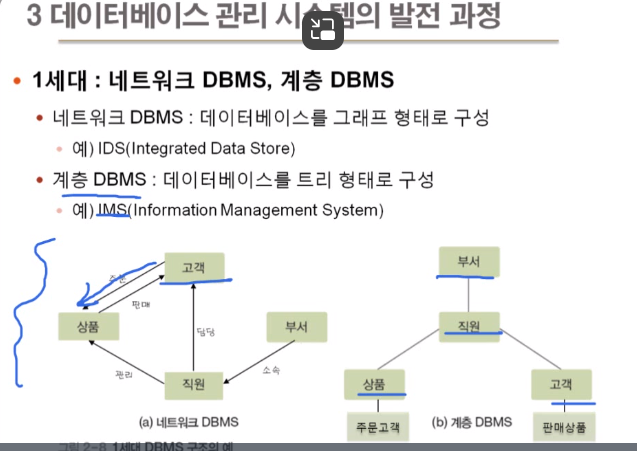 3 데이터베이스 관리 시스템의 발전 과정
• 1세대 : 네트워크 DBMS, 계층 DBMS
• 네트워크 DBMS : 데이터베이스를 그래프 형태로 구성
• 예) IDS(Integrated Data Store)
• 계층 DBMS : 데이터베이스를 트리 형태로 구성
• 예) IMS(Information Management System)
고객
주문
판매
상품
담당
부서
관리
직원
소속
(a) 네트워크 DBMS
부서
직원
상품
고객
주문고객
판매상품
(b) 계층 DBMS
그림 2-8 1세대 DBMS 구조의 예